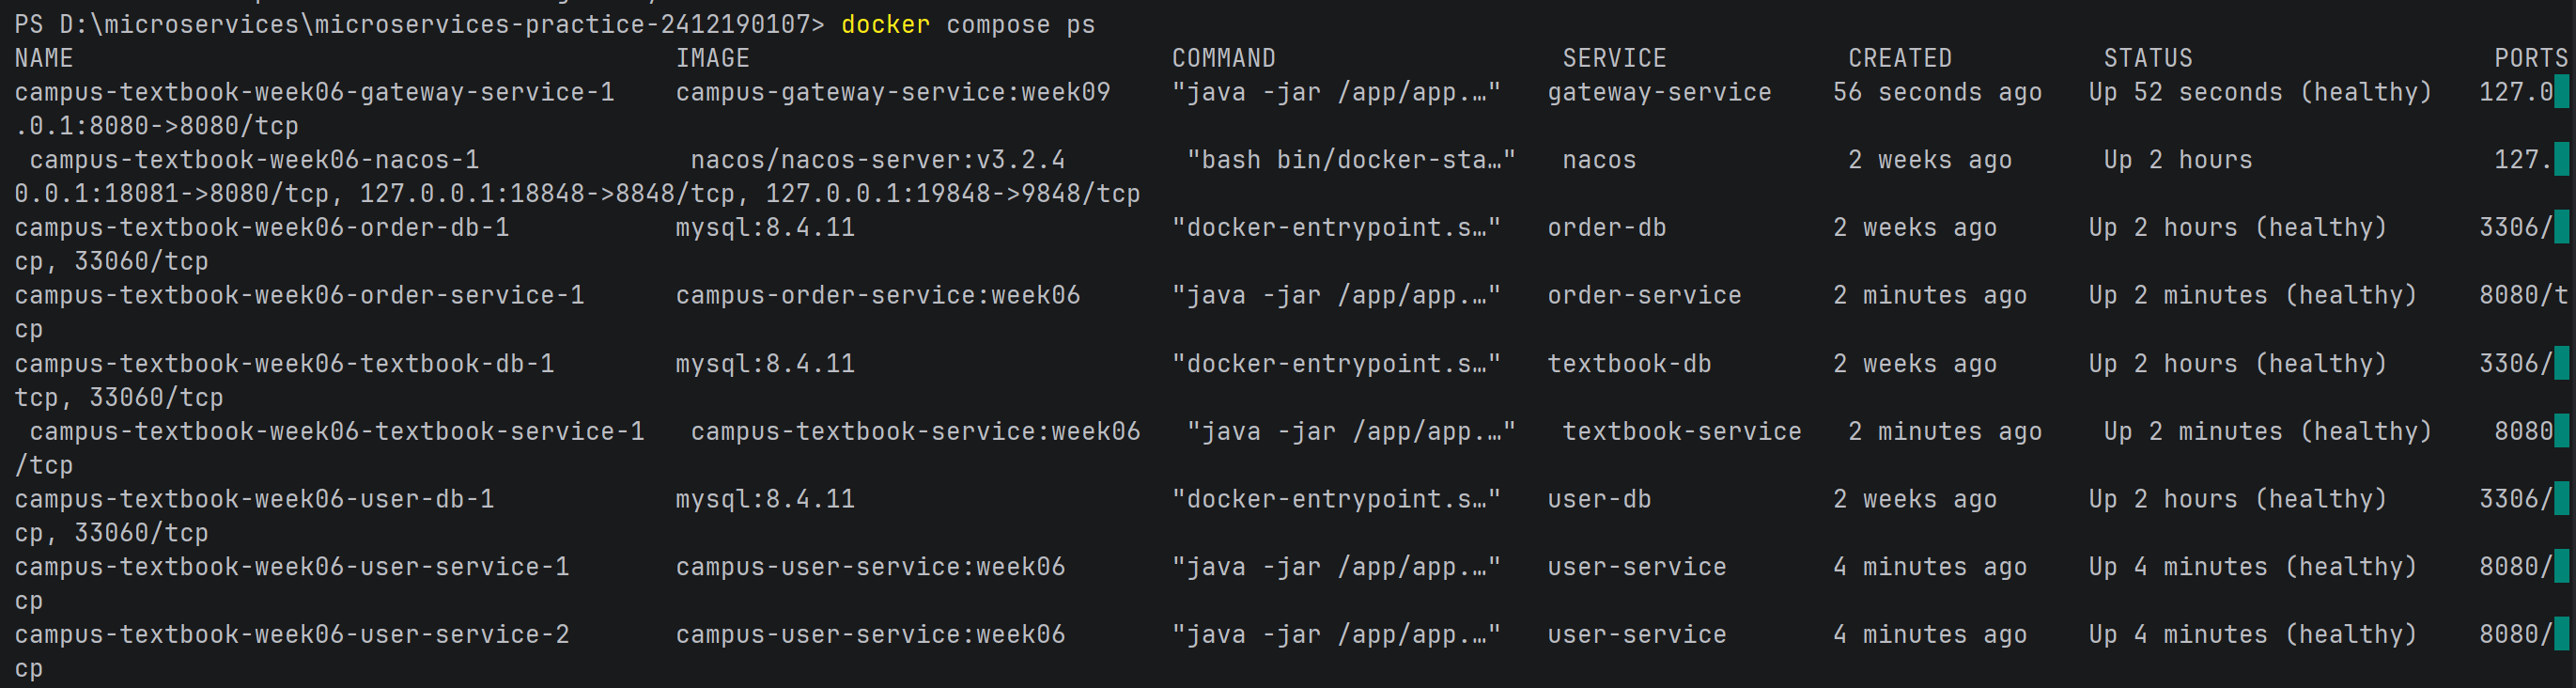 PS D:\microservices\microservices-practice-2412190107> docker compose ps
NAME IMAGE COMMAND SERVICE CREATED STATUS PORTS
campus-textbook-week06-gateway-service-1 campus-gateway-service:week09 "java -jar /app/app.…" gateway-service 56 seconds ago Up 52 seconds (healthy) 127.0
.0.1:8080->8080/tcp
campus-textbook-week06-nacos-1 nacos/nacos-server:v3.2.4 "bash bin/docker-sta…" nacos 2 weeks ago Up 2 hours 127.
0.0.1:18081->8080/tcp, 127.0.0.1:18848->8848/tcp, 127.0.0.1:19848->9848/tcp
campus-textbook-week06-order-db-1 mysql:8.4.11 "docker-entrypoint.s…" order-db 2 weeks ago Up 2 hours (healthy) 3306/
cp, 33060/tcp
campus-textbook-week06-order-service-1 campus-order-service:week06 "java -jar /app/app.…" order-service 2 minutes ago Up 2 minutes (healthy) 8080/t
cp
campus-textbook-week06-textbook-db-1 mysql:8.4.11 "docker-entrypoint.s…" textbook-db 2 weeks ago Up 2 hours (healthy) 3306/
tcp, 33060/tcp
campus-textbook-week06-textbook-service-1 campus-textbook-service:week06 "java -jar /app/app.…" textbook-service 2 minutes ago Up 2 minutes (healthy) 8080
/tcp
campus-textbook-week06-user-db-1 mysql:8.4.11 "docker-entrypoint.s…" user-db 2 weeks ago Up 2 hours (healthy) 3306/
cp, 33060/tcp
campus-textbook-week06-user-service-1 campus-user-service:week06 "java -jar /app/app.…" user-service 4 minutes ago Up 4 minutes (healthy) 8080/
cp
campus-textbook-week06-user-service-2 campus-user-service:week06 "java -jar /app/app.…" user-service 4 minutes ago Up 4 minutes (healthy) 8080/
cp